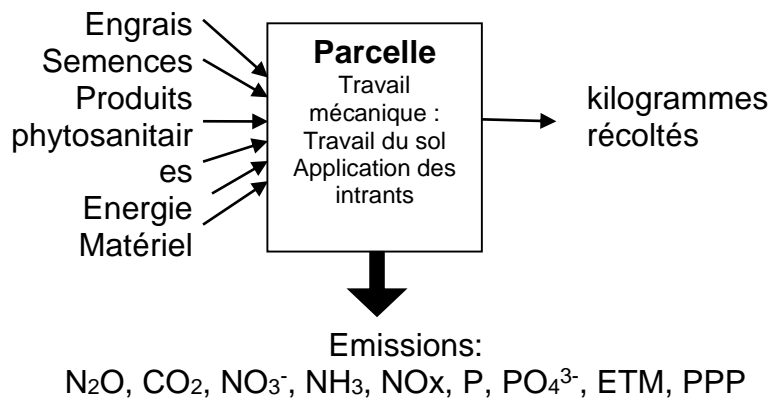 Engrais
Semences
Produits
phytosanitair
es
Energie
Matériel
Parcelle
Travail
mécanique :
Travail du sol
Application des
intrants
kilogrammes
récoltés
Emissions:
N₂O, CO₂, NO₃⁻, NH₃, NOx, P, PO₄³⁻, ETM, PPP